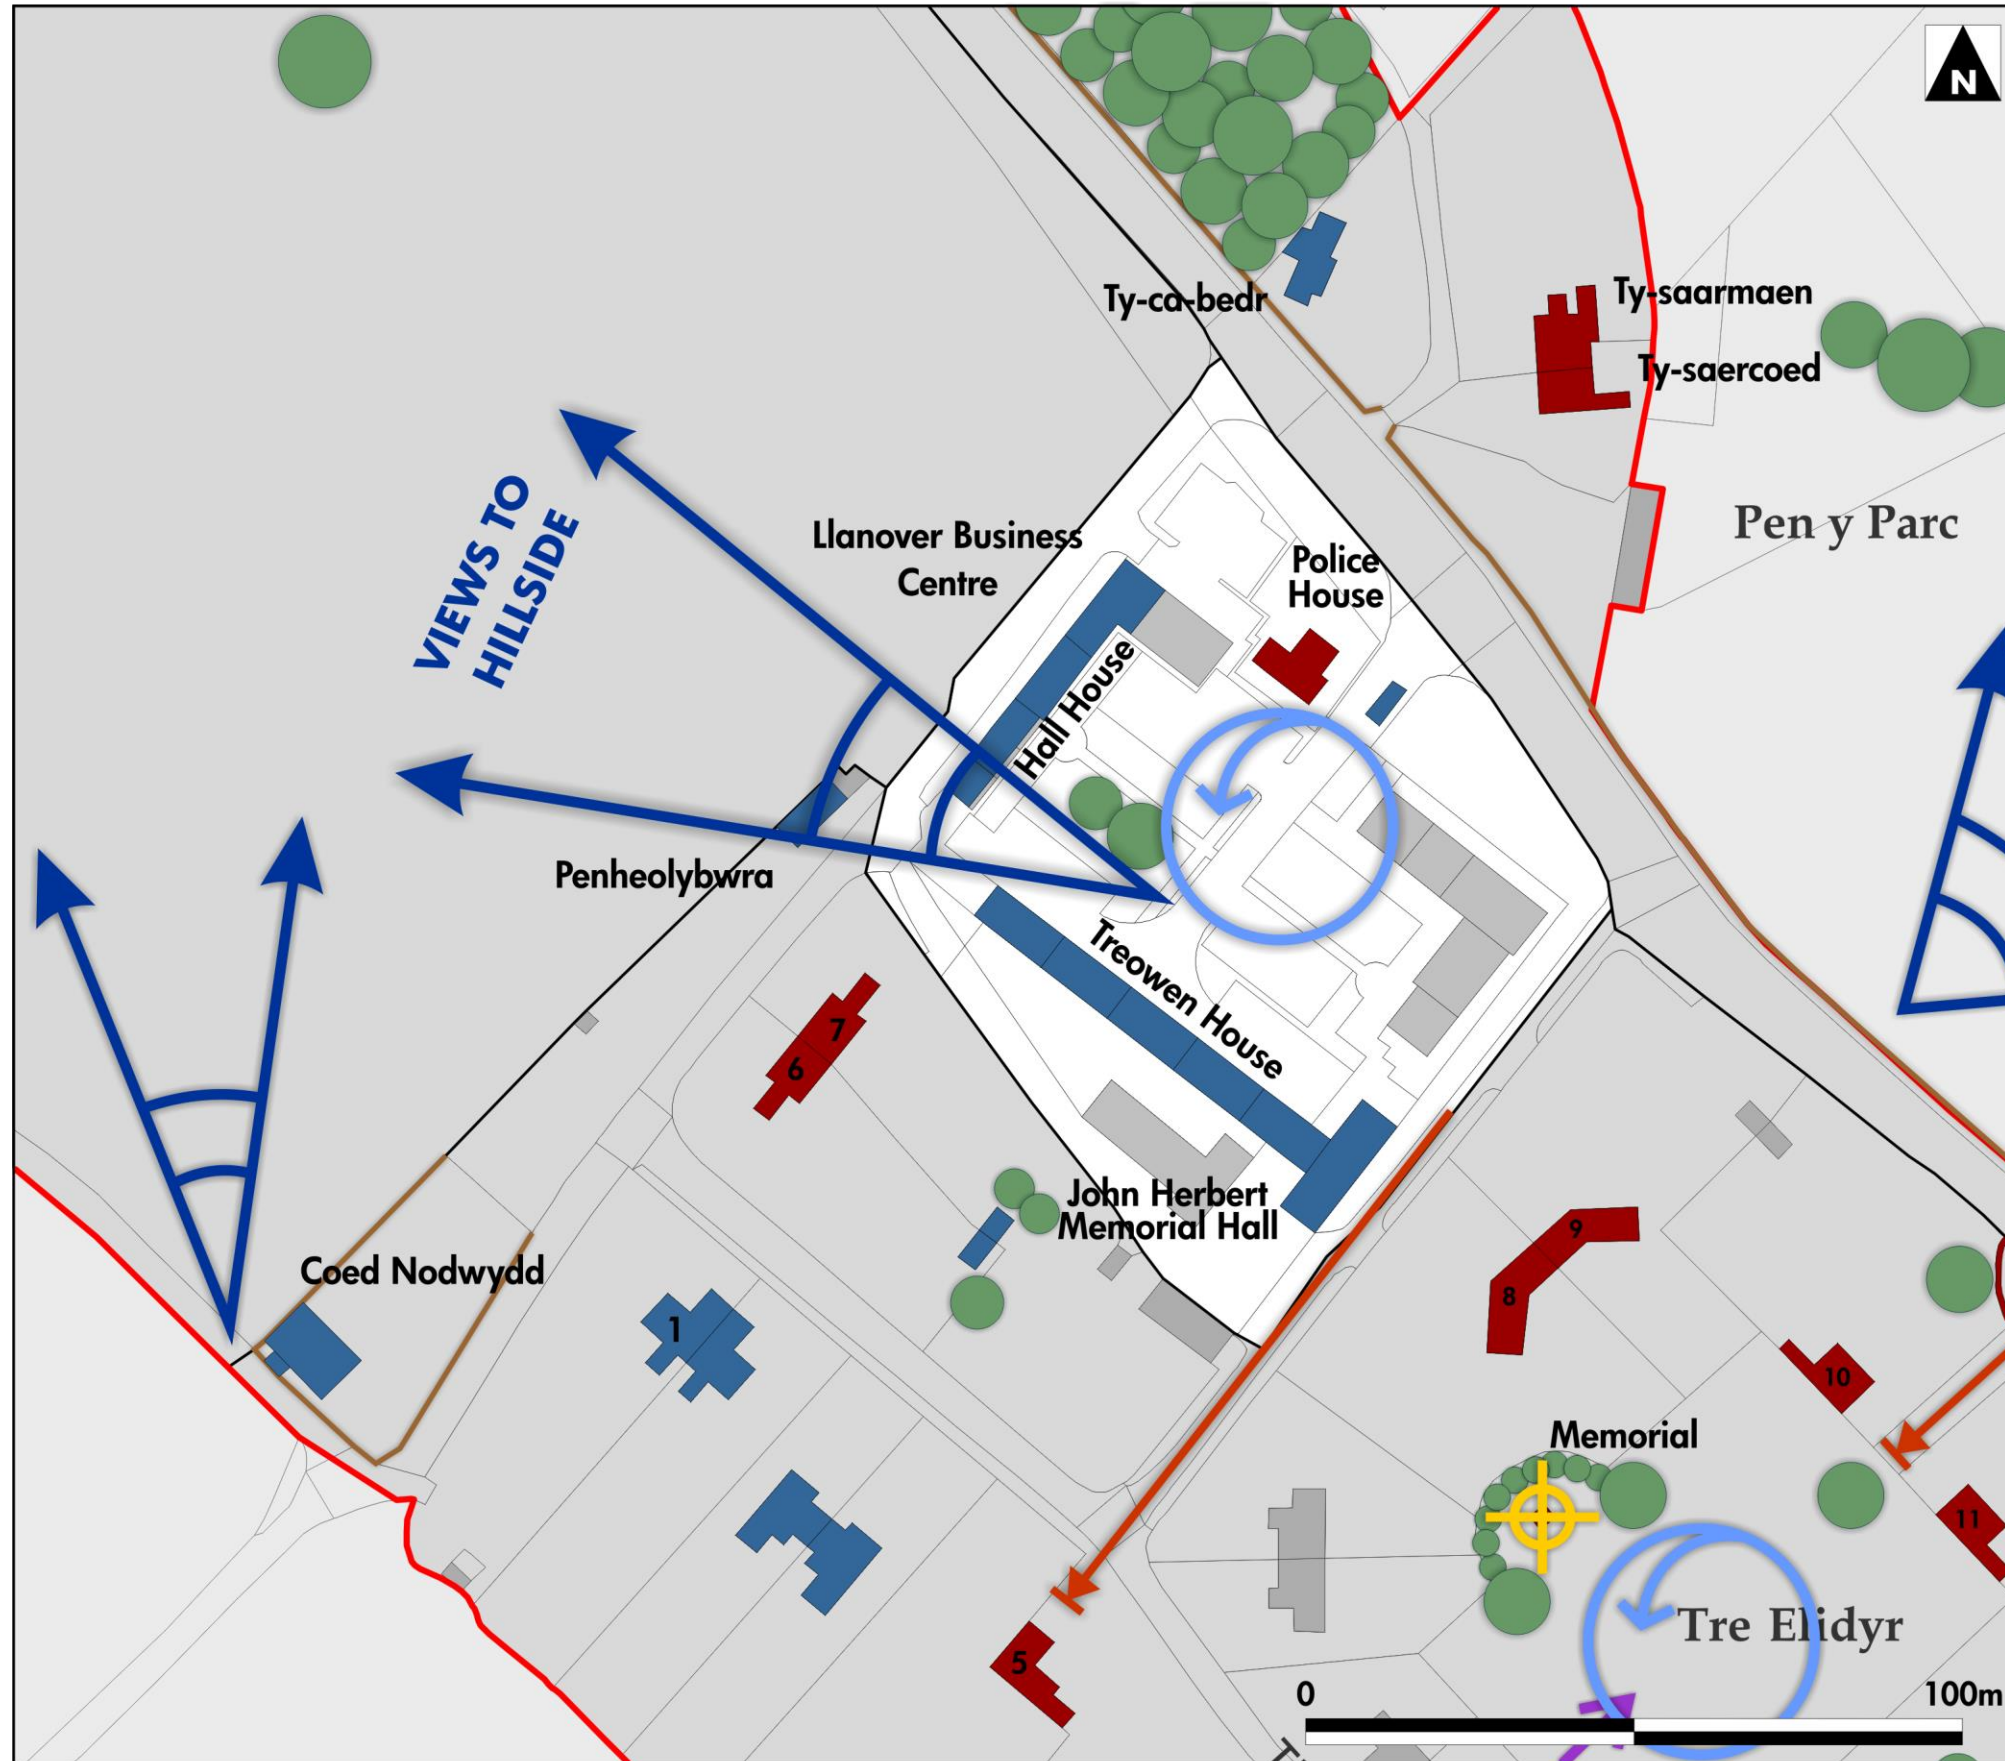 N
Ty-ca-bedr
Ty-saarmaen
Ty-saercoed
Pen y Parc
VIEWS TO
HILLSIDE
Llanover Business
Centre
Police
House
Hall House
Penheolybwra
Treowen House
7
6
John Herbert
Memorial Hall
Coed Nodwydd
1
9
8
10
Memorial
11
5
Tre Elidyr
0
100m